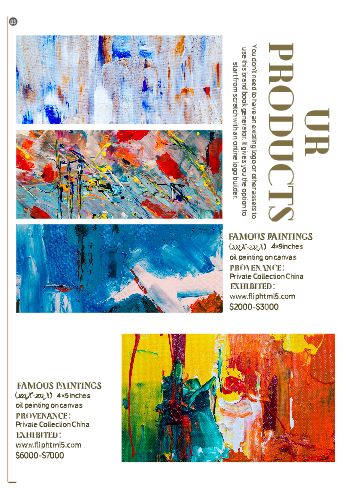 UR
PRODUCTS
You don't need to have an existing logo or other assets to
use this brand book generator. It gives you the option to
start from scratch with an online logo builder.
FAMOUS PAINTINGS
4×9inches
oil painting on canvas
PROVENANCE:
Private Collection China
EXHIBITED:
www.fliphtml5.com
$2000-$3000
FAMOUS PAINTINGS
4×5inches
oil painting on canvas
PROVENANCE:
Private Collection China
EXHIBITED:
www.fliphtml5.com
$6000-$7000